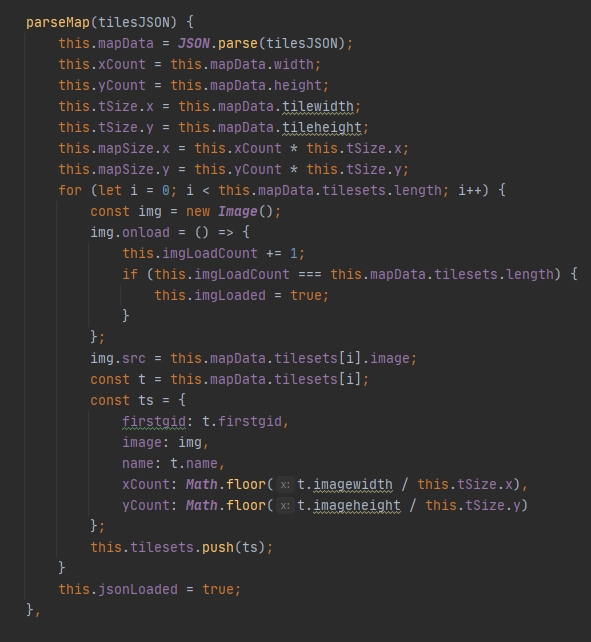 parseMap(tilesJSON) {
    this.mapData = JSON.parse(tilesJSON);
    this.xCount = this.mapData.width;
    this.yCount = this.mapData.height;
    this.tSize.x = this.mapData.tilewidth;
    this.tSize.y = this.mapData.tileheight;
    this.mapSize.x = this.xCount * this.tSize.x;
    this.mapSize.y = this.yCount * this.tSize.y;
    for (let i = 0; i < this.mapData.tilesets.length; i++) {
        const img = new Image();
        img.onload = () => {
            this.imgLoadCount += 1;
            if (this.imgLoadCount === this.mapData.tilesets.length) {
                this.imgLoaded = true;
            }
        };
        img.src = this.mapData.tilesets[i].image;
        const t = this.mapData.tilesets[i];
        const ts = {
            firstgid: t.firstgid,
            image: img,
            name: t.name,
            xCount: Math.floor( x: t.imagewidth / this.tSize.x),
            yCount: Math.floor( x: t.imageheight / this.tSize.y)
        };
        this.tilesets.push(ts);
    }
    this.jsonLoaded = true;
},